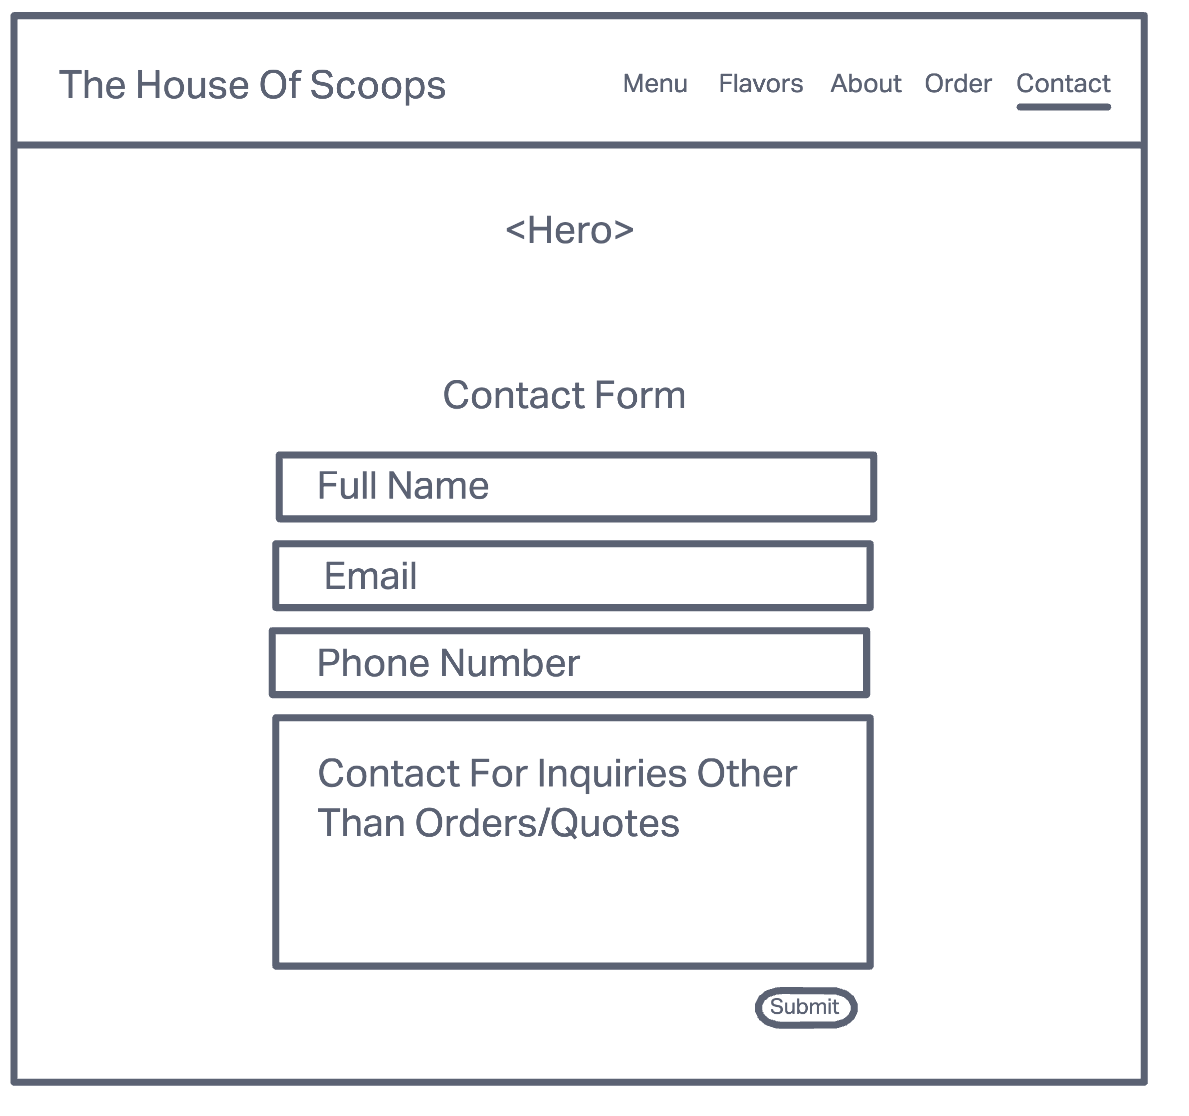 The House Of Scoops
Menu Flavors About Order Contact
<Hero>
Contact Form
Full Name
Email
Phone Number
Contact For Inquiries Other
Than Orders/Quotes
Submit